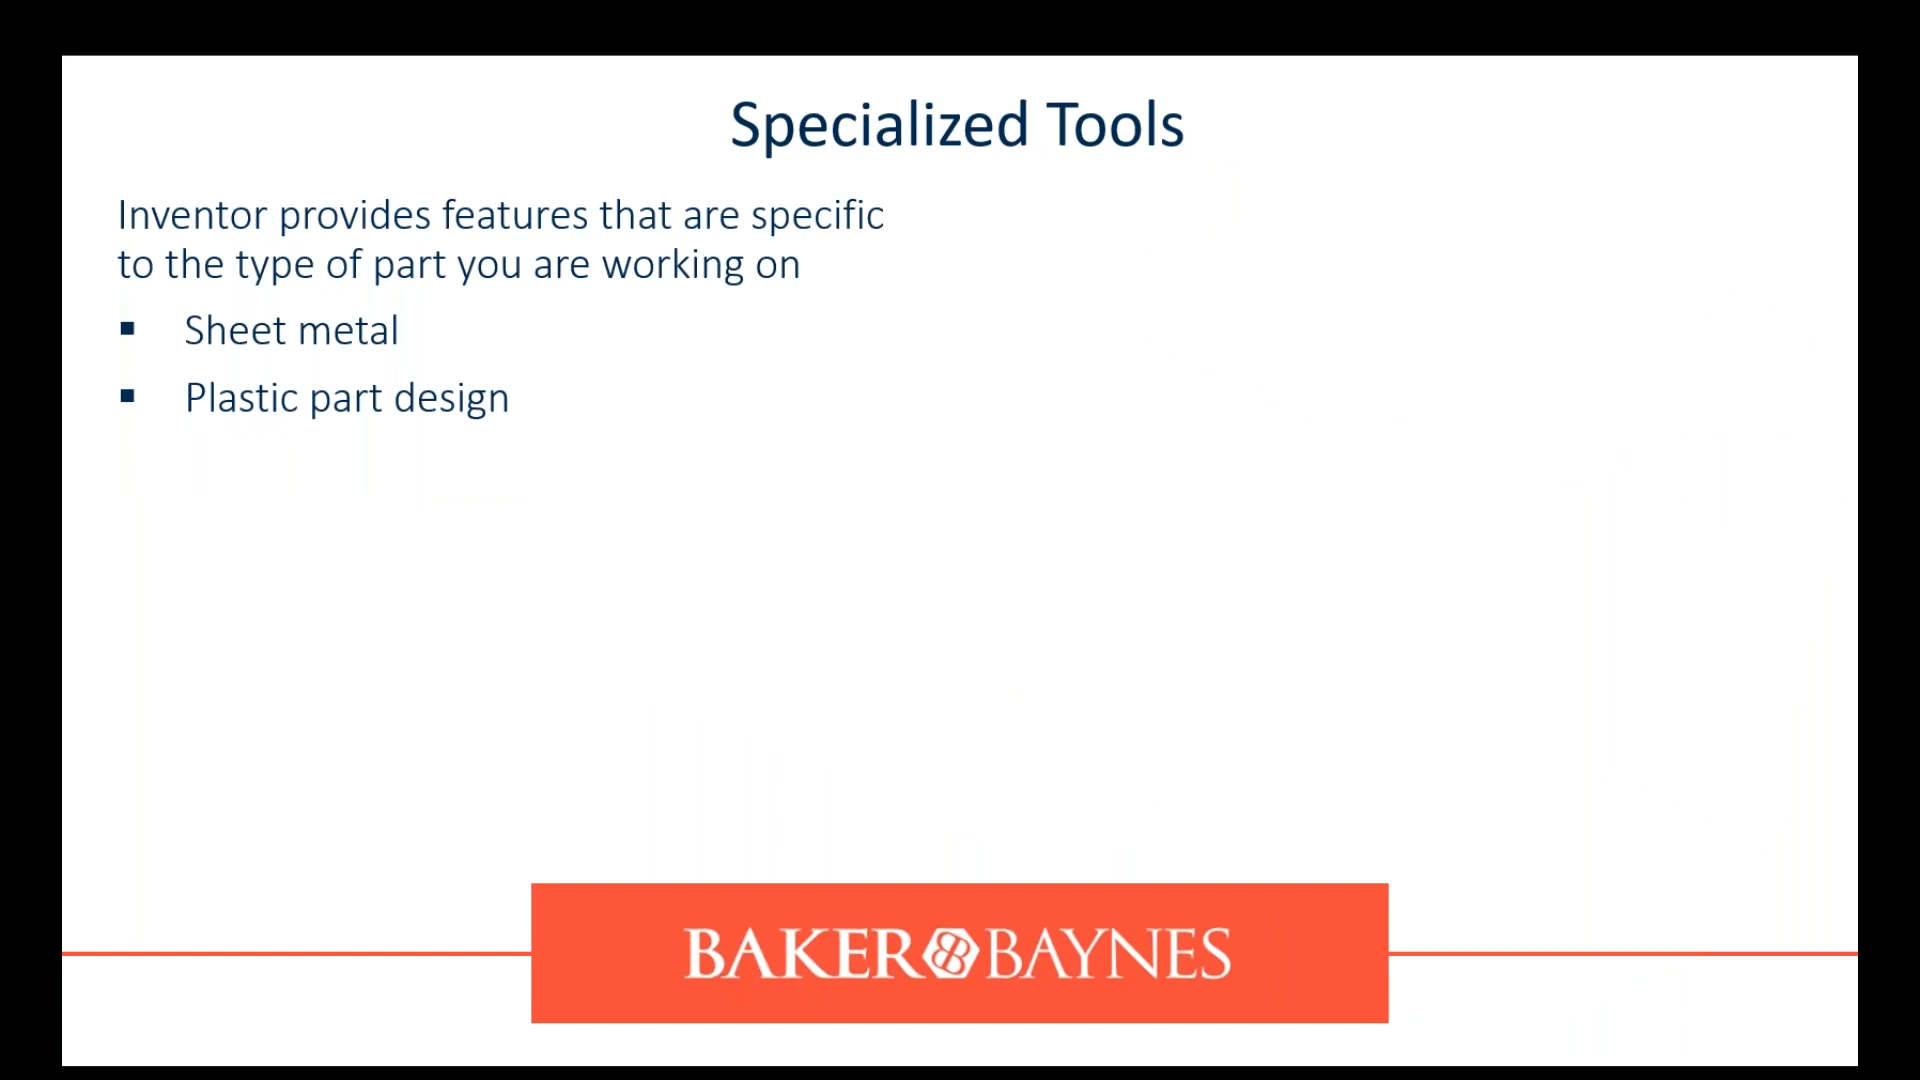 Specialized Tools
Inventor provides features that are specific
to the type of part you are working on
▪ Sheet metal
▪ Plastic part design
BAKER BAYNES